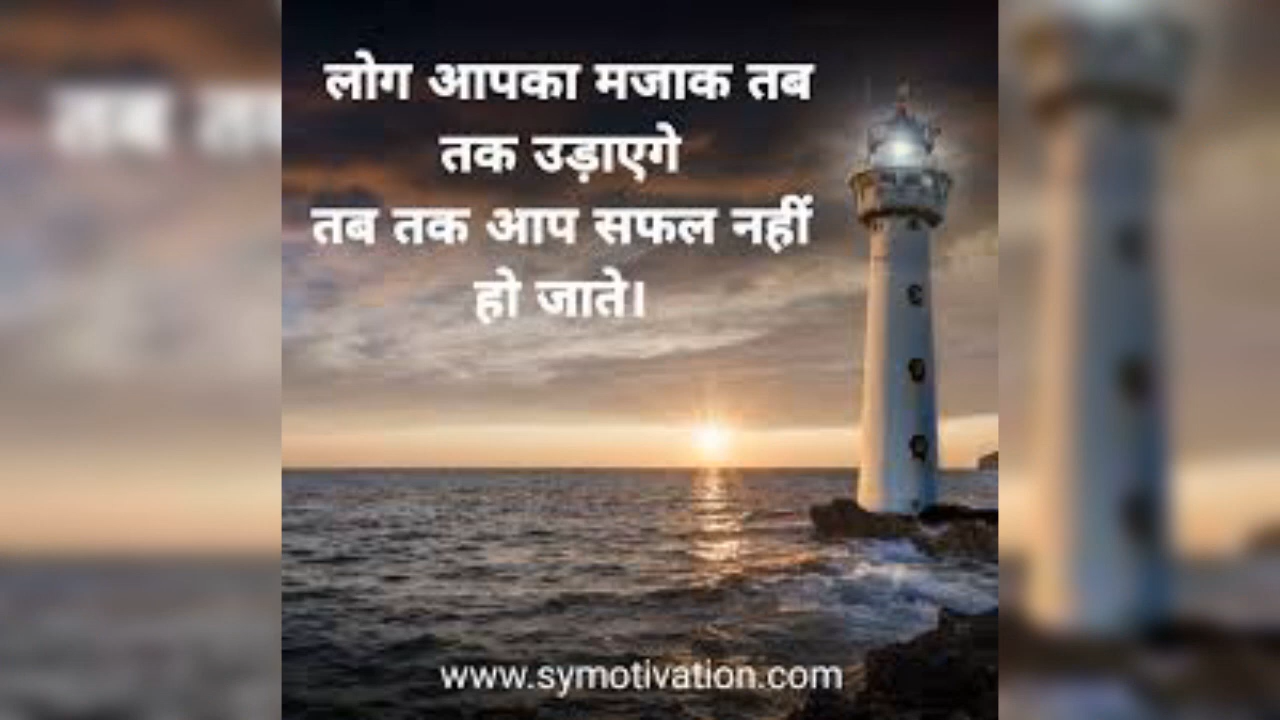 लोग आपका मजाक तब
तक उड़ाएगे
तब तक आप सफल नहीं
हो जाते।
www.symotivation.com